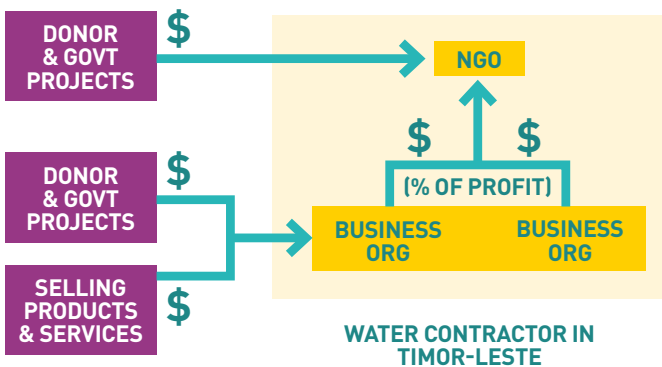 DONOR
& GOVT
PROJECTS
$
NGO
$ $
(% OF PROFIT)
DONOR
& GOVT
PROJECTS
$
BUSINESS
ORG
BUSINESS
ORG
SELLING
PRODUCTS
& SERVICES
$
WATER CONTRACTOR IN
TIMOR-LESTE